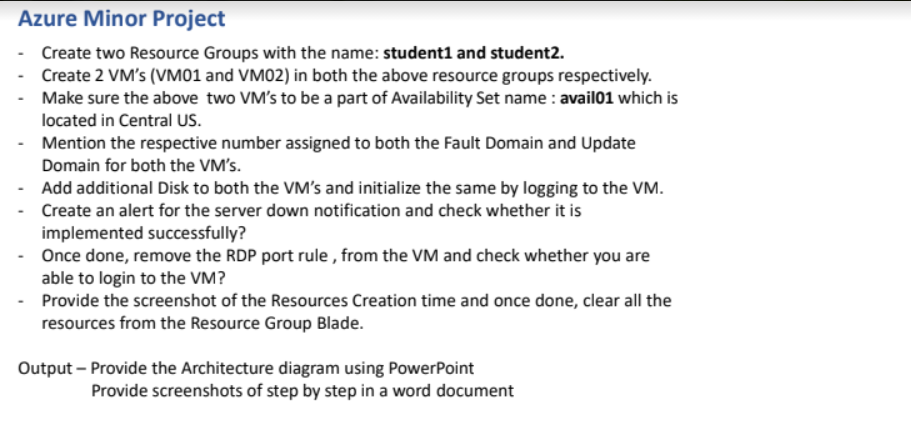 Azure Minor Project
- Create two Resource Groups with the name: student1 and student2.
- Create 2 VM's (VM01 and VM02) in both the above resource groups respectively.
- Make sure the above two VM's to be a part of Availability Set name : avail01 which is
located in Central US.
- Mention the respective number assigned to both the Fault Domain and Update
Domain for both the VM's.
- Add additional Disk to both the VM's and initialize the same by logging to the VM.
- Create an alert for the server down notification and check whether it is
implemented successfully?
- Once done, remove the RDP port rule , from the VM and check whether you are
able to login to the VM?
- Provide the screenshot of the Resources Creation time and once done, clear all the
resources from the Resource Group Blade.
Output – Provide the Architecture diagram using PowerPoint
Provide screenshots of step by step in a word document